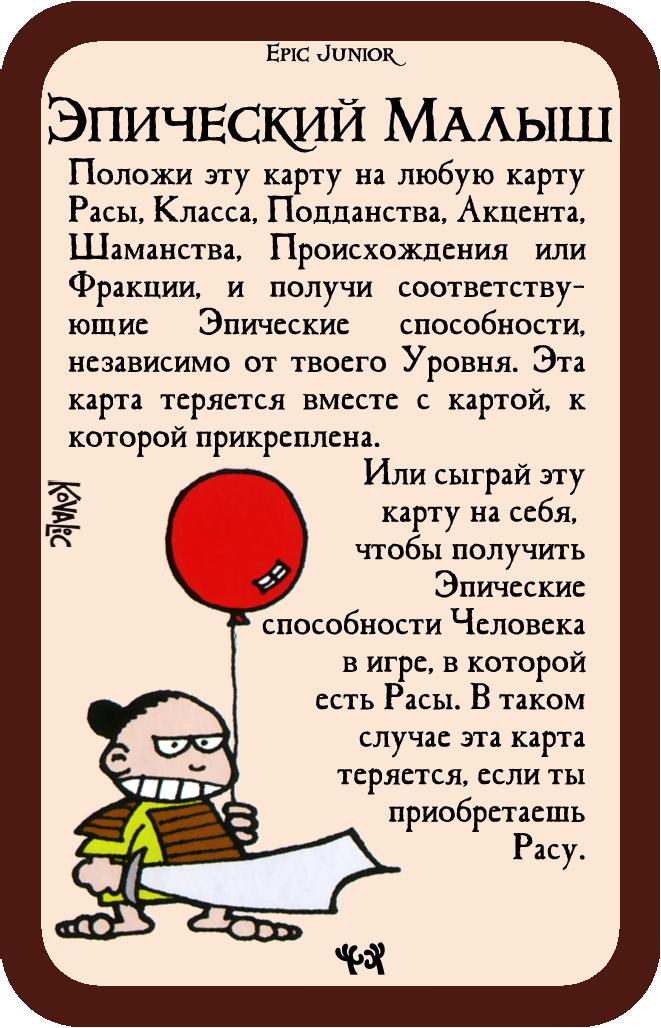 Epic Junior
Эпический Малыш
Положи эту карту на любую карту
Расы, Класса, Подданства, Акцента,
Шаманства, Происхождения или
Фракции, и получи соответству-
ющие Эпические способности,
независимо от твоего Уровня. Эта
карта теряется вместе с картой, к
которой прикреплена.
Или сыграй эту
карту на себя,
чтобы получить
Эпические
способности Человека
в игре, в которой
есть Расы. В таком
случае эта карта
теряется, если ты
приобретаешь
Расу.
Kovalic